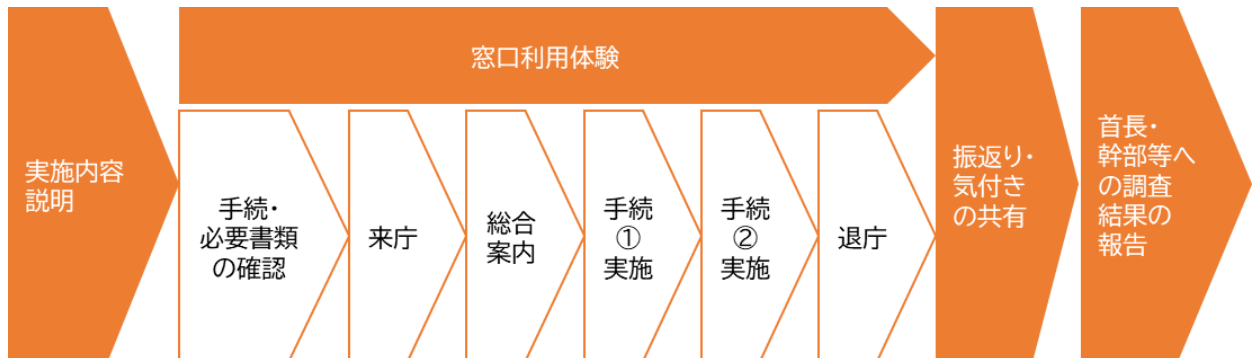 実施内容
説明
窓口利用体験
手続・
必要書類
の確認
来庁
総合
案内
手続
①
実施
手続
②
実施
退庁
振返り・
気付き
の共有
首長・
幹部等へ
の調査
結果の
報告